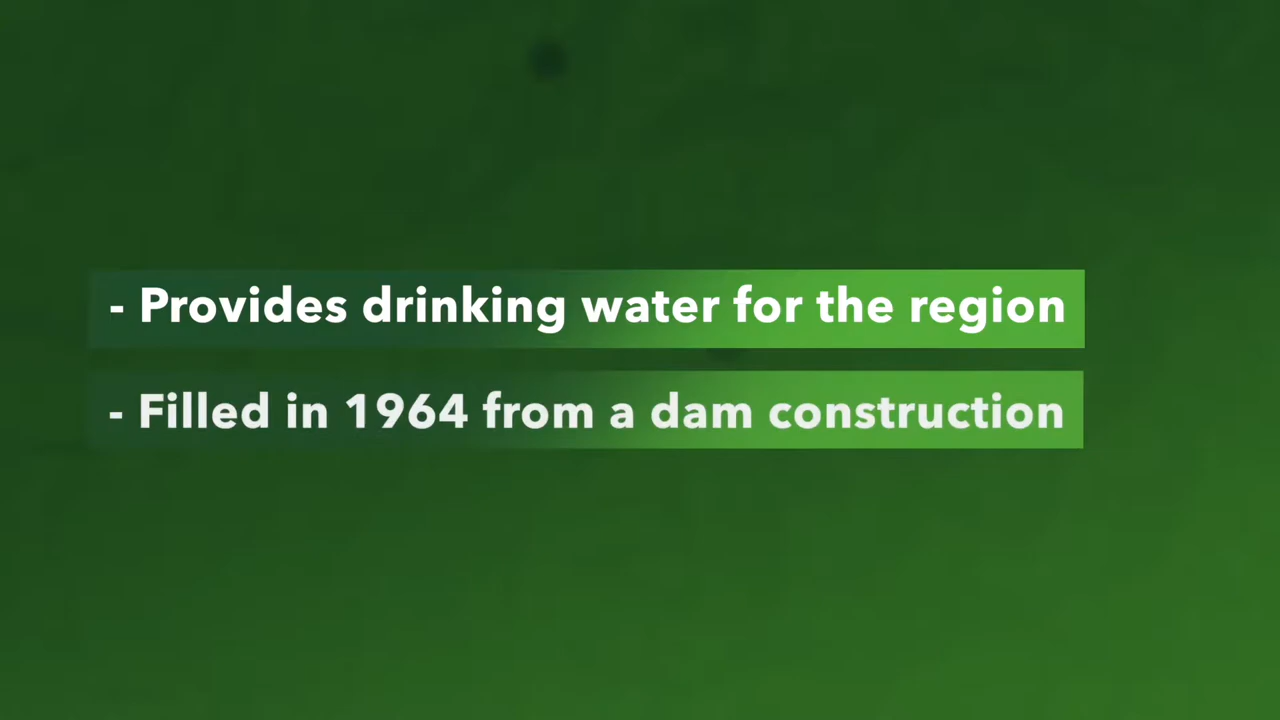 - Provides drinking water for the region
- Filled in 1964 from a dam construction